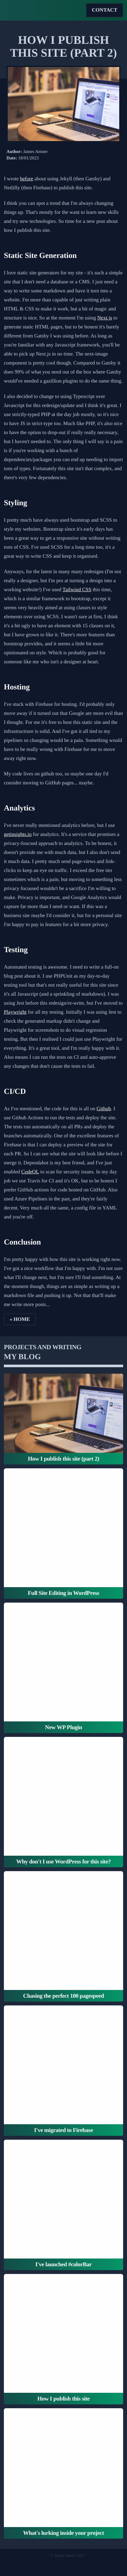 CONTACT
HOW I PUBLISH
THIS SITE (PART 2)
Author: James Amner
Date: 18/01/2023
I wrote before about using Jekyll (then Gatsby) and
Netlify (then Firebase) to publish this site.
I think you can spot a trend that I'm always changing
things up. That's mostly for me want to learn new skills
and try new technologies. So time for a new post about
how I publish this site.
Static Site Generation
I love static site generators for my site - it's such a simple
site that I don't need a database or a CMS. I just need a
simple way to build a small, static, sometimes updated
website. I'm more than capable of just writing plain
HTML & CSS to make it work, but a bit of magic and a
framework is nice. So at the moment I'm using Next.js to
generate static HTML pages, but to be honest it's barely
different from Gatsby that I was using before. As long as
you're familiar with any Javascript framework, you'll be
able to pick up Next.js in no time. The next-image
component is pretty cool. Compared to Gatsby it
does 99% of what you need out of the box where Gatsby
would've needed a gazillion plugins to do the same thing.
I also decided to change to using Typescript over
Javascript for this redesign/update I think it's great. I
use strictly-typed PHP at the day job mostly, so it's nice
to have JS in strict-type too. Much like PHP, it's nice to
have the option to drop out of it really really necessary,
but I haven't needed to. The only thing I will say is a pain
is if you're working with a bunch of
dependencies/packages you can end up needing an import
tonnes of types. Fortunately this site isn't that complex,
and there's very few dependencies.
Styling
I pretty much have always used bootstrap and SCSS to
style my websites. Bootstrap since it's early days has
been a great way to get a responsive site without writing
tons of CSS. I've used SCSS for a long time too, it's a
great way to write CSS and keep it organised.
Anyways, for the latest redesign in many many (I'm not
really a designer, but I'm pre at turning a design into a
working website!) I've used Tailwind CSS this time,
which is a similar framework to bootstrap, except it
seems very heavily aimed at using classes to style
elements over using SCSS. I wasn't sure at first, I think
it's got to a lot to being in-between with 15 classes on it,
but I have grown to like it. There's more features than
bootstrap provides, and it seems a little bit more
opinionated on style. Which is probably good for
someone like me who isn't a designer at heart.
Hosting
I've stuck with Firebase for hosting. I'd probably only
move away if it turned out that Google are more evil than
I thought. For me it's free to host this static site and their
infrastructure is solid. And I've got it all tied in to my
pipelines so changing it would be a pain. Something would
have to be really wrong with Firebase for me to move
away right now.
My code lives on github too, so maybe one day I'd
consider moving to GitHub pages... maybe.
Analytics
I've never really mentioned analytics before, but I use
getinsights.io for analytics. It's a service that provides a
privacy-focused approach to analytics. To be honest, it
doesn't provide me with much data, but I also don't need
much data. I pretty much send page-views and link-
clicks to keep an eye on traffic. I exceed the free tier
sometimes which is a pity as moving to something less
privacy focused wouldn't be a sacrifice I'm willing to
make. Privacy is important, and Google Analytics would
capture far more data that I require. If this was a
ecommerce site maybe I'd consider it, but for a minimal site
I'm happy to pay in features for a bit more privacy.
Testing
Automated testing is awesome. I need to write a full-on
blog post about it. I use PHPUnit at my day-to-day
testing tool but that's not really useful for this site since
it's all Javascript (and a sprinkling of markdown). I was
using Jest before this redesign/re-write, but I've moved to
Playwright for all my testing. Initially I was using Jest to
check the generated markup didn't change and
Playwright for screenshots to do visual regression
testing. But then I realised I could just use Playwright for
everything. It's a great tool, and I'm really happy with it.
Also means I can run the tests on CI and auto-approve
any changes that don't cause the tests to fail.
CI/CD
As I've mentioned, the code for this is all on Github. I
use Github Actions to run the tests and deploy the site.
The tests run automatically on all PRs and deploy the
branches automatically. One of the excellent features of
Firebase is that I can deploy a preview of the site for
each PR. So I can see what it will look like before I
merge it. Dependabot is my best friend, and I've just
enabled CodeQL to scan for security issues. In my day
job we use Travis for CI and it's OK, but to be honest I
prefer GitHub actions for code hosted on GitHub. Also
used Azure Pipelines in the past, and they're fairly
decent. Very much all the same, a config file is YAML
and you're off.
Conclusion
I'm pretty happy with how this site is working right now.
I've got a nice workflow that I'm happy with. I'm not sure
what I'll change next, but I'm sure I'll find something. At
the moment though, things are as simple as writing up a
markdown file and pushing it up. Not that that'll make
me write more posts...
« HOME
PROJECTS AND WRITING
MY BLOG
How I publish this site (part 2)
Full Site Editing in WordPress
New WP Plugin
Why don't I use WordPress for this site?
Chasing the perfect 100 pagespeed
I've migrated to Firebase
I've launched #colorBar
How I publish this site
What's lurking inside your project